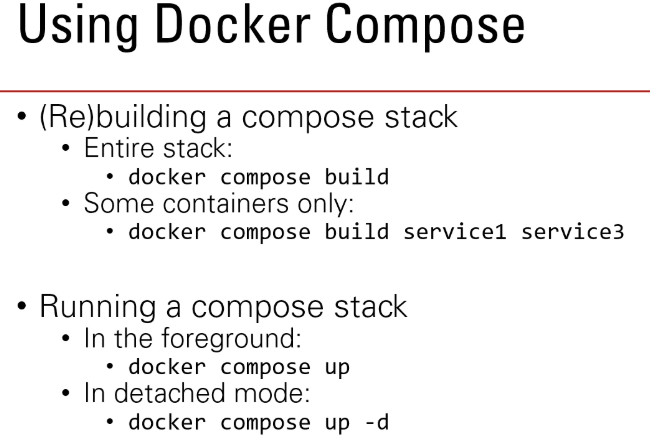 Using Docker Compose
• (Re)building a compose stack
• Entire stack:
• docker compose build
• Some containers only:
• docker compose build service1 service3
• Running a compose stack
• In the foreground:
• docker compose up
• In detached mode:
• docker compose up -d